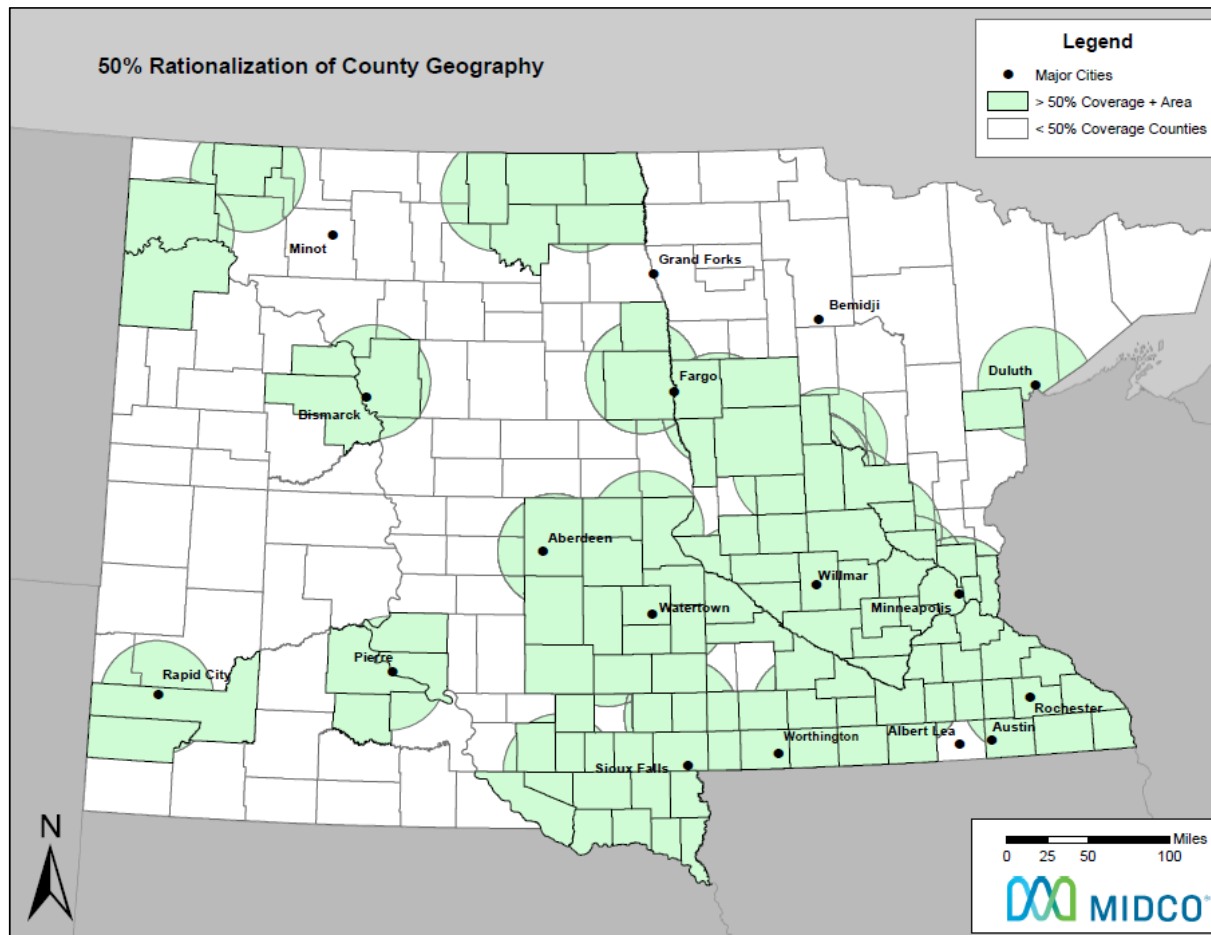 50% Rationalization of County Geography
Legend
Major Cities
> 50% Coverage + Area
< 50% Coverage Counties
Minot
Grand Forks
Bemidji
Duluth
Fargo
Bismarck
Aberdeen
Willmar
Watertown
Minneapolis
Pierre
Rapid City
Rochester
Albert Lea
Austin
Worthington
Sioux Falls
N
Miles
0 25 50 100
MIDCO